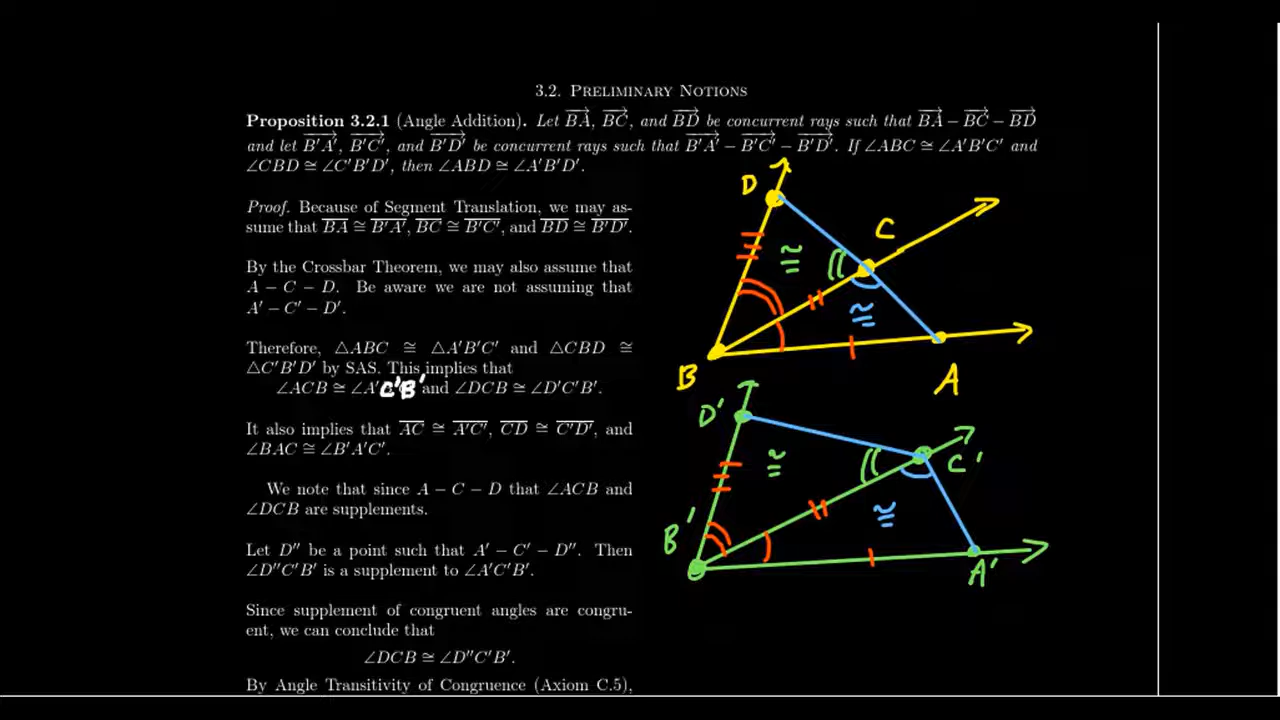 3.2. Preliminary Notions
Proposition 3.2.1 (Angle Addition). Let BA, BC, and BD be concurrent rays such that BA − BC − BD
and let B′A′, B′C′, and B′D′ be concurrent rays such that B′A′ − B′C′ − B′D′. If ∠ABC ≅ ∠A′B′C′ and
∠CBD ≅ ∠C′B′D′, then ∠ABD ≅ ∠A′B′D′.
Proof. Because of Segment Translation, we may as-
sume that BA ≅ B′A′, BC ≅ B′C′, and BD ≅ B′D′.
By the Crossbar Theorem, we may also assume that
A − C − D. Be aware we are not assuming that
A′ − C′ − D′.
Therefore, △ABC ≅ △A′B′C′ and △CBD ≅
△C′B′D′ by SAS. This implies that
∠ACB ≅ ∠A′C′B′ and ∠DCB ≅ ∠D′C′B′.
It also implies that AC ≅ A′C′, CD ≅ C′D′, and
∠BAC ≅ ∠B′A′C′.
We note that since A − C − D that ∠ACB and
∠DCB are supplements.
Let D″ be a point such that A′ − C′ − D″. Then
∠D″C′B′ is a supplement to ∠A′C′B′.
Since supplement of congruent angles are congru-
ent, we can conclude that
∠DCB ≅ ∠D″C′B′.
By Angle Transitivity of Congruence (Axiom C.5),
D
C
≅
≅
B
A
D′
C′
≅
≅
B′
A′